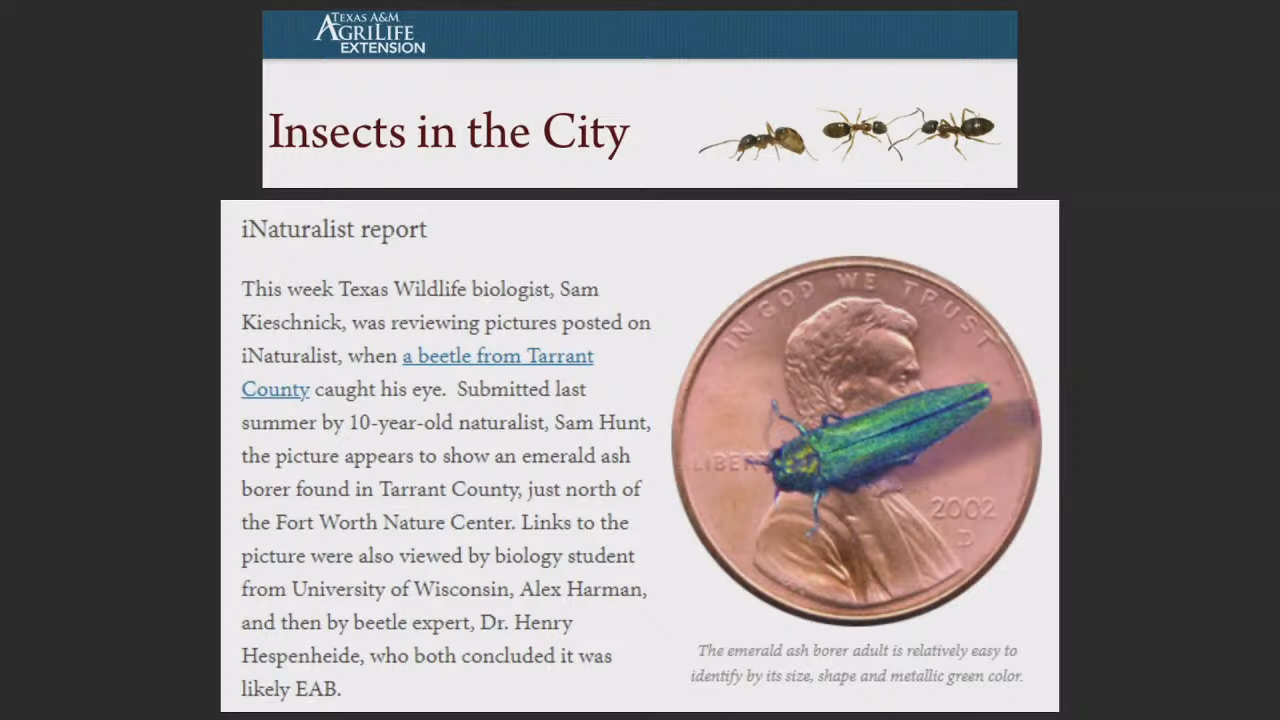 TEXAS A&M
AGRILIFE
EXTENSION
Insects in the City
iNaturalist report
This week Texas Wildlife biologist, Sam
Kieschnick, was reviewing pictures posted on
iNaturalist, when a beetle from Tarrant
County caught his eye.  Submitted last
summer by 10-year-old naturalist, Sam Hunt,
the picture appears to show an emerald ash
borer found in Tarrant County, just north of
the Fort Worth Nature Center. Links to the
picture were also viewed by biology student
from University of Wisconsin, Alex Harman,
and then by beetle expert, Dr. Henry
Hespenheide, who both concluded it was
likely EAB.
IN GOD WE TRUST
LIBERT
2002
D
The emerald ash borer adult is relatively easy to
identify by its size, shape and metallic green color.